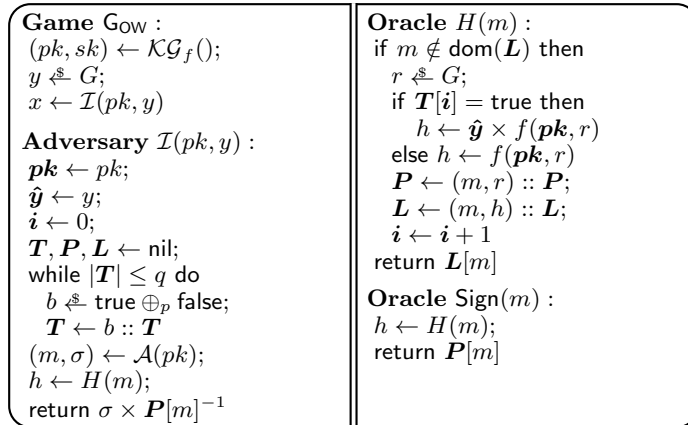 Game G_OW :
(pk, sk) ← 𝒦𝒢_f();
y ←$ G;
x ← ℐ(pk, y)
Adversary ℐ(pk, y) :
𝒑𝒌 ← pk;
𝒚̂ ← y;
𝒊 ← 0;
𝑻, 𝑷, 𝑳 ← nil;
while |𝑻| ≤ q do
b ←$ true ⊕_p false;
𝑻 ← b :: 𝑻
(m, σ) ← 𝒜(pk);
h ← H(m);
return σ × 𝑷[m]⁻¹
Oracle H(m) :
if m ∉ dom(𝑳) then
r ←$ G;
if 𝑻[𝒊] = true then
h ← 𝒚̂ × f(𝒑𝒌, r)
else h ← f(𝒑𝒌, r)
𝑷 ← (m, r) :: 𝑷;
𝑳 ← (m, h) :: 𝑳;
𝒊 ← 𝒊 + 1
return 𝑳[m]
Oracle Sign(m) :
h ← H(m);
return 𝑷[m]